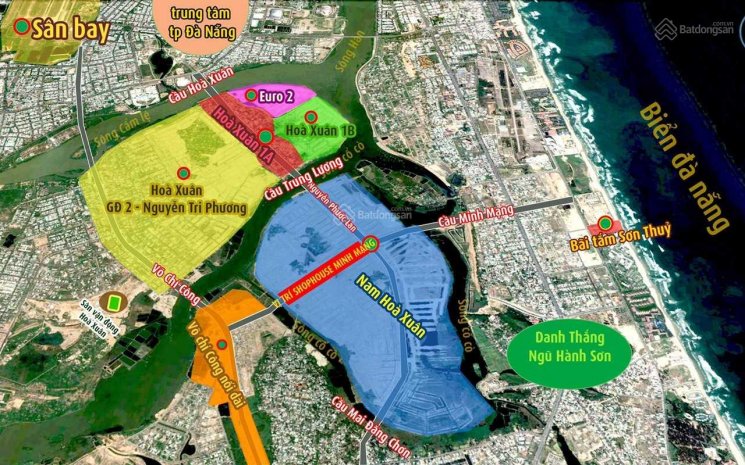 Sân bay
trung tâm
tp Đà Nẵng
.com.vn
Batdongsan
Sông Hàn
Cầu Hoà Xuân
Euro 2
Sông Cẩm lệ
Hoà Xuân 1A
Hoà Xuân 1B
Biển đà nẵng
Hoà Xuân
GĐ 2 - Nguyễn Tri Phương
Cầu Trung Lương
Cổ cò
Nguyễn Phước Lan
.com.vn
Batdongsan
Cầu Minh Mạng
Bãi tắm Sơn Thuỷ
Võ Chí Công
VỊ TRÍ SHOPHOUSE MINH MẠNG
Nam Hoà Xuân
Sân vận động
Hoà Xuân
Sông Cổ cò
Sông Cổ cò
Danh Thắng
Ngũ Hành Sơn
Võ chí Công nối dài
Cầu Mai Đăng Chơn